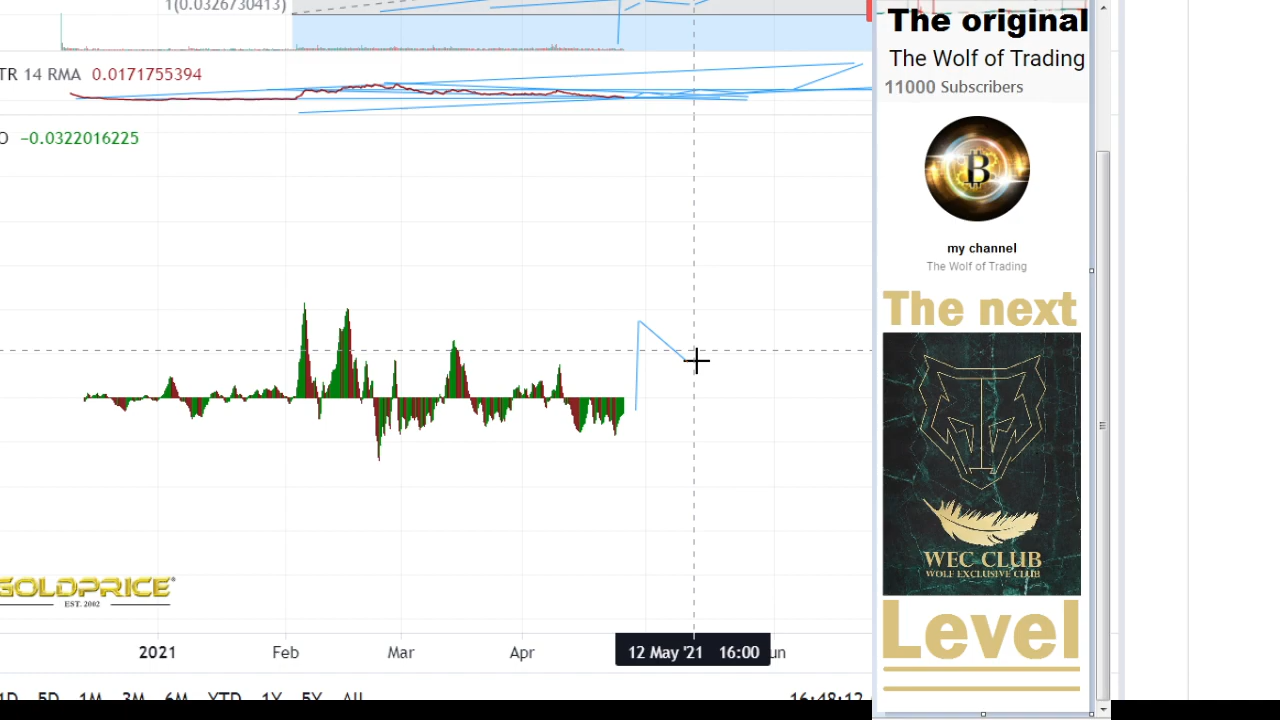 1(0.0326730413)
TR 14 RMA 0.0171755394
O −0.0322016225
GOLDPRICE
EST. 2002
2021 Feb Mar Apr 12 May '21 16:00 un
1D 5D 1M 3M 6M YTD 1Y 5Y All 16:48:12
The original
The Wolf of Trading
11000 Subscribers
B
my channel
The Wolf of Trading
The next
WEC CLUB
WOLF EXCLUSIVE CLUB
Level